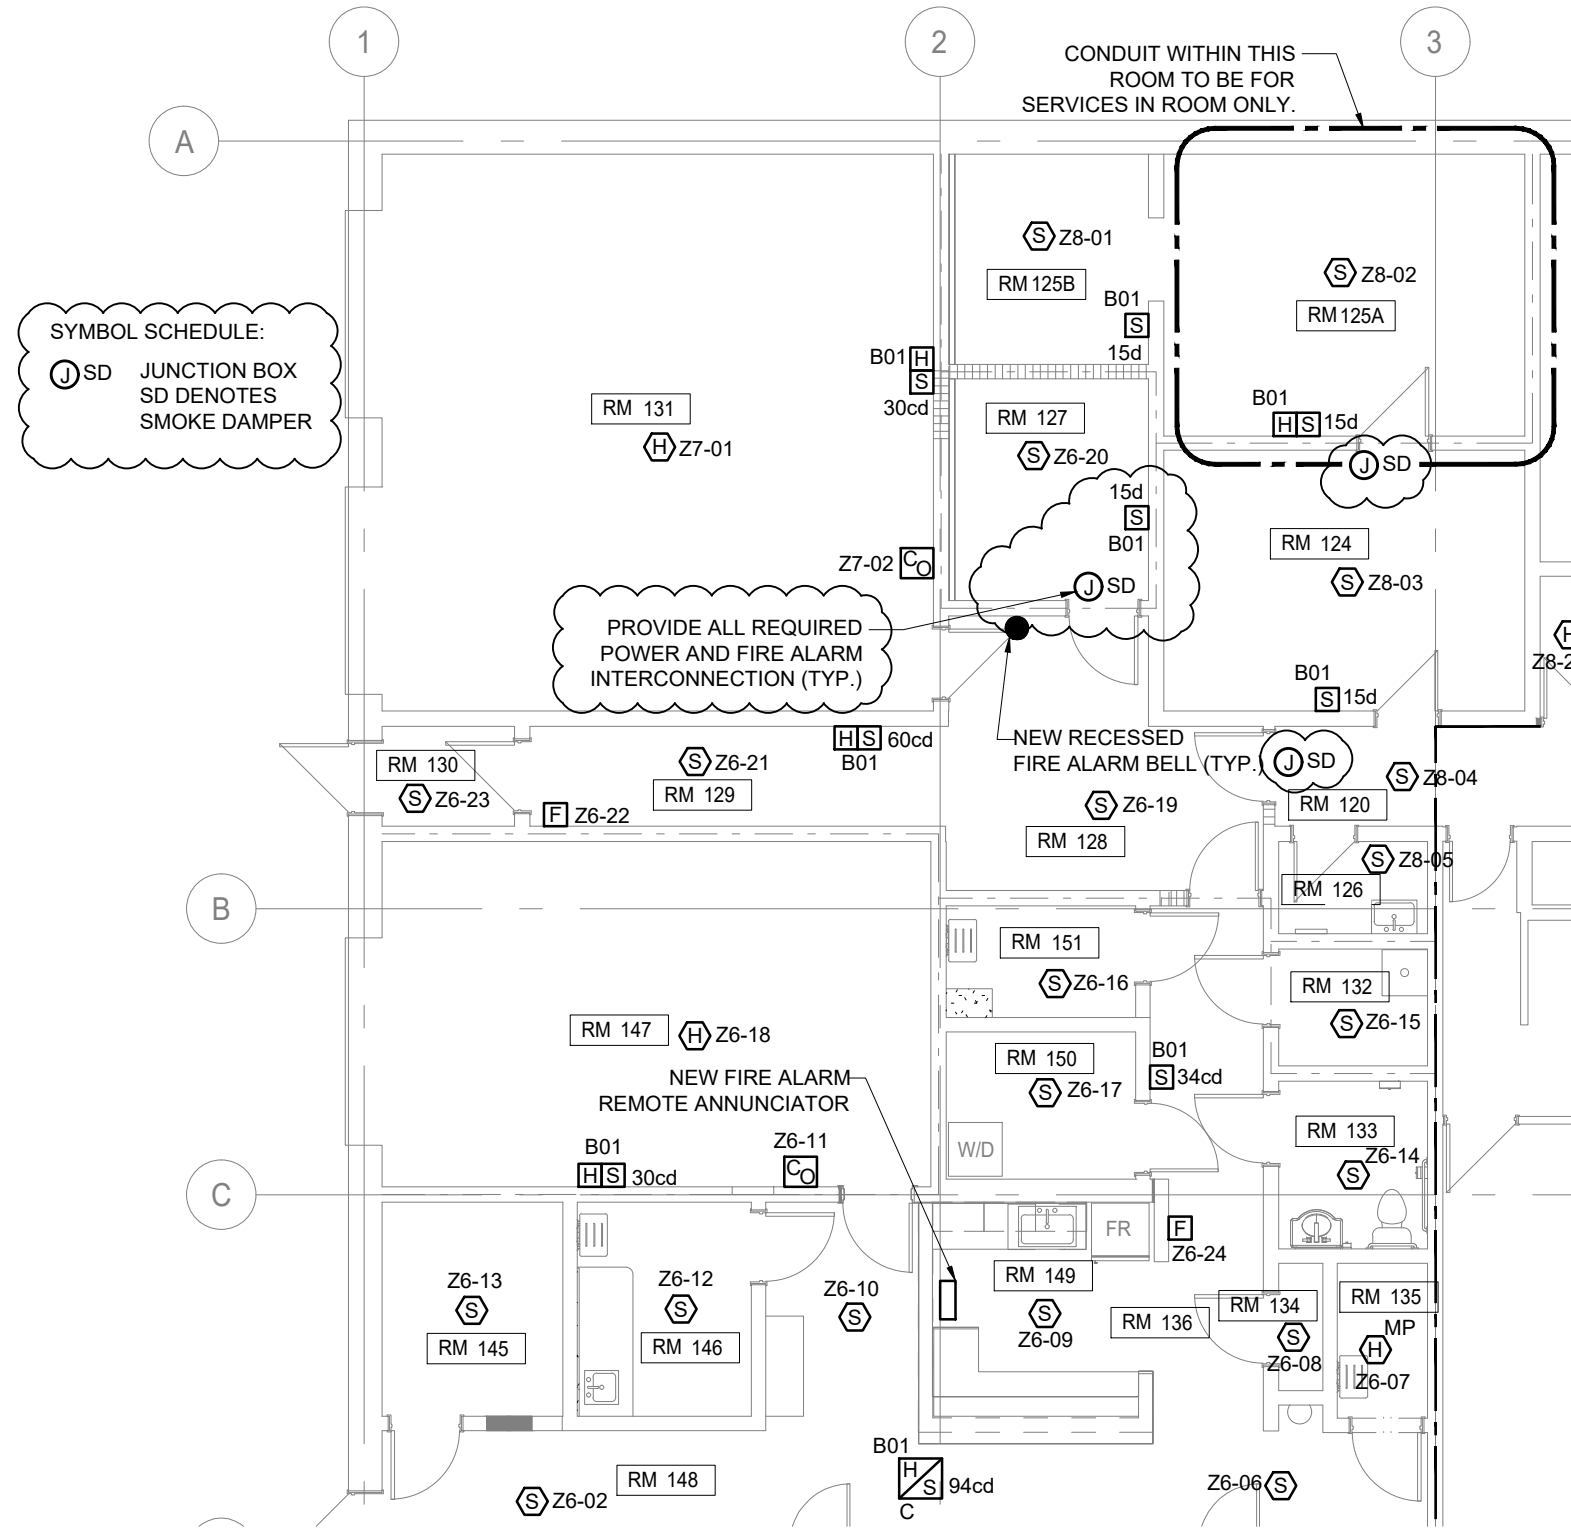 1
2
3
CONDUIT WITHIN THIS
ROOM TO BE FOR
SERVICES IN ROOM ONLY.
A
S Z8-01
RM 125B
S Z8-02
RM 125A
B01
S
15d
SYMBOL SCHEDULE:
J SD JUNCTION BOX
SD DENOTES
SMOKE DAMPER
B01 H
S
30cd
RM 131
H Z7-01
RM 127
S Z6-20
B01
H S 15d
J SD
15d
S
B01
RM 124
S Z8-03
Z7-02 CO
J SD
PROVIDE ALL REQUIRED
POWER AND FIRE ALARM
INTERCONNECTION (TYP.)
H
Z8-2
B01
S 15d
H S 60cd
B01
NEW RECESSED
FIRE ALARM BELL (TYP.)
J SD
RM 130
S Z6-23
S Z6-21
RM 129
F Z6-22
S Z6-19
RM 128
S Z8-04
RM 120
S Z8-05
RM 126
B
RM 151
S Z6-16
RM 132
S Z6-15
RM 147
H Z6-18
RM 150
S Z6-17
B01
S 34cd
NEW FIRE ALARM
REMOTE ANNUNCIATOR
W/D
RM 133
Z6-14
S
B01
H S 30cd
Z6-11
CO
C
FR
F
Z6-24
Z6-13
S
RM 145
Z6-12
S
RM 146
Z6-10
S
RM 149
S
Z6-09
RM 136
RM 134
S
Z6-08
RM 135
MP
H
Z6-07
B01
H
S 94cd
C
RM 148
S Z6-02
Z6-06 S